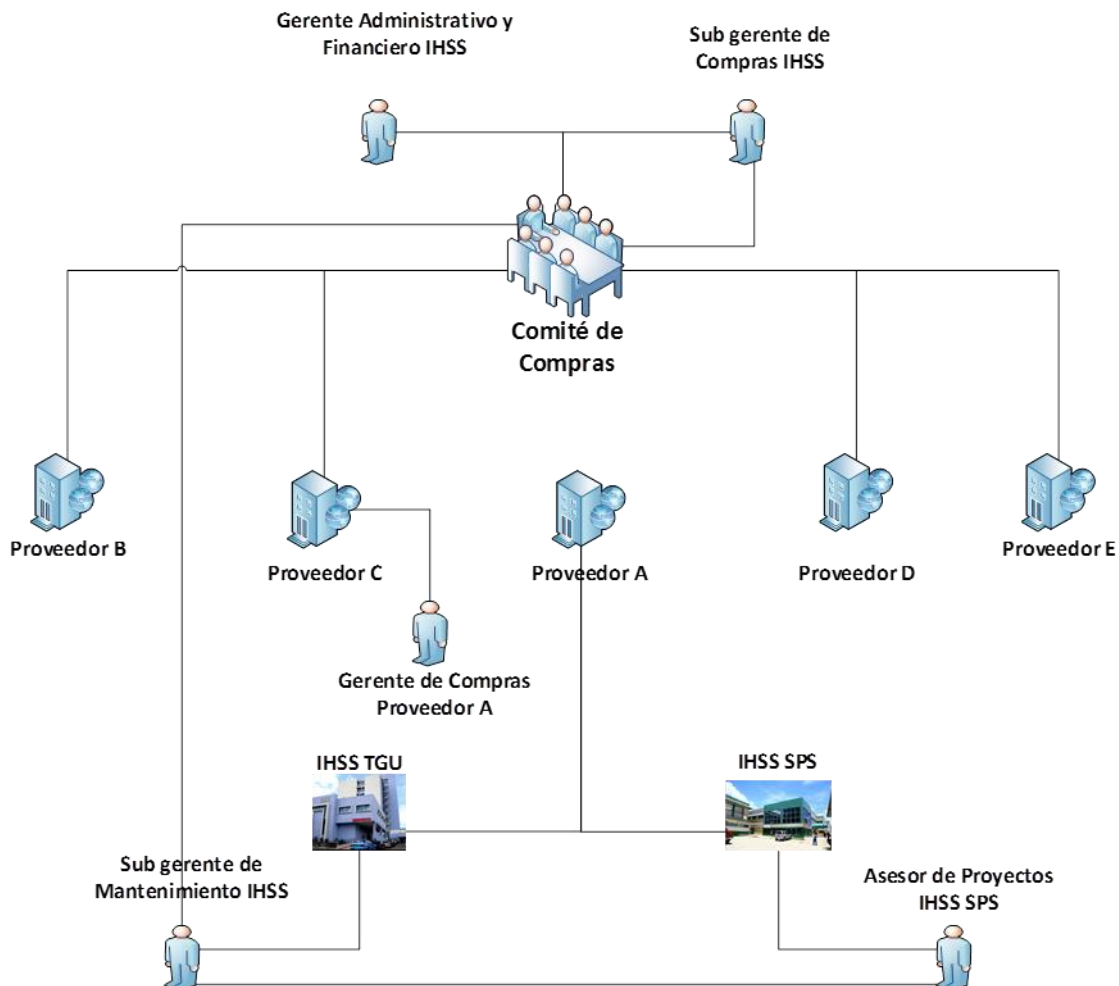 Gerente Administrativo y
Financiero IHSS
Sub gerente de
Compras IHSS
Comité de
Compras
Proveedor B
Proveedor C
Proveedor A
Proveedor D
Proveedor E
Gerente de Compras
Proveedor A
IHSS TGU
IHSS SPS
Sub gerente de
Mantenimiento IHSS
Asesor de Proyectos
IHSS SPS